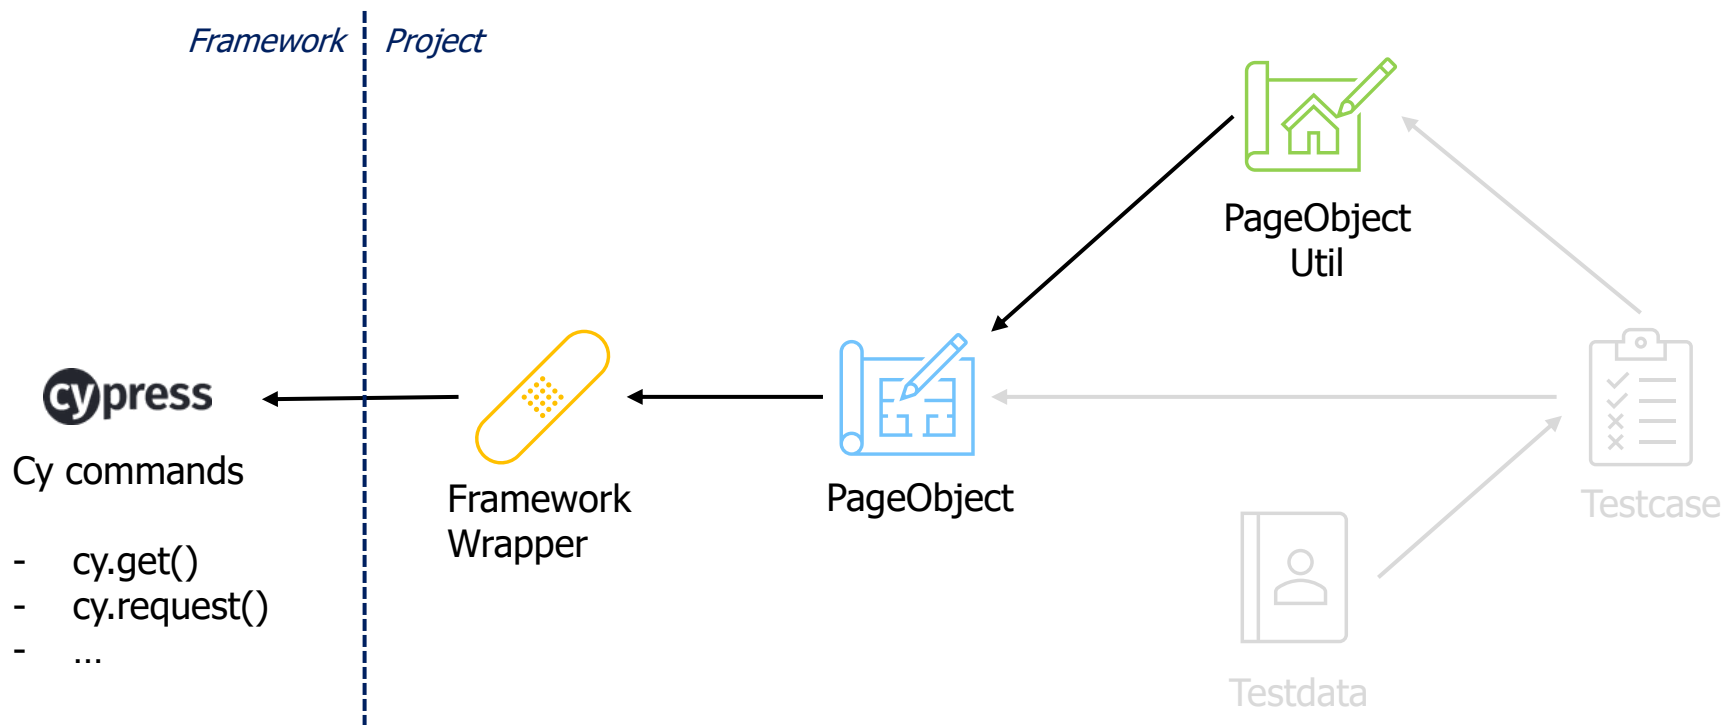 Framework
Project
PageObject
Util
cypress
Cy commands
- cy.get()
- cy.request()
- ...
Framework
Wrapper
PageObject
Testcase
Testdata